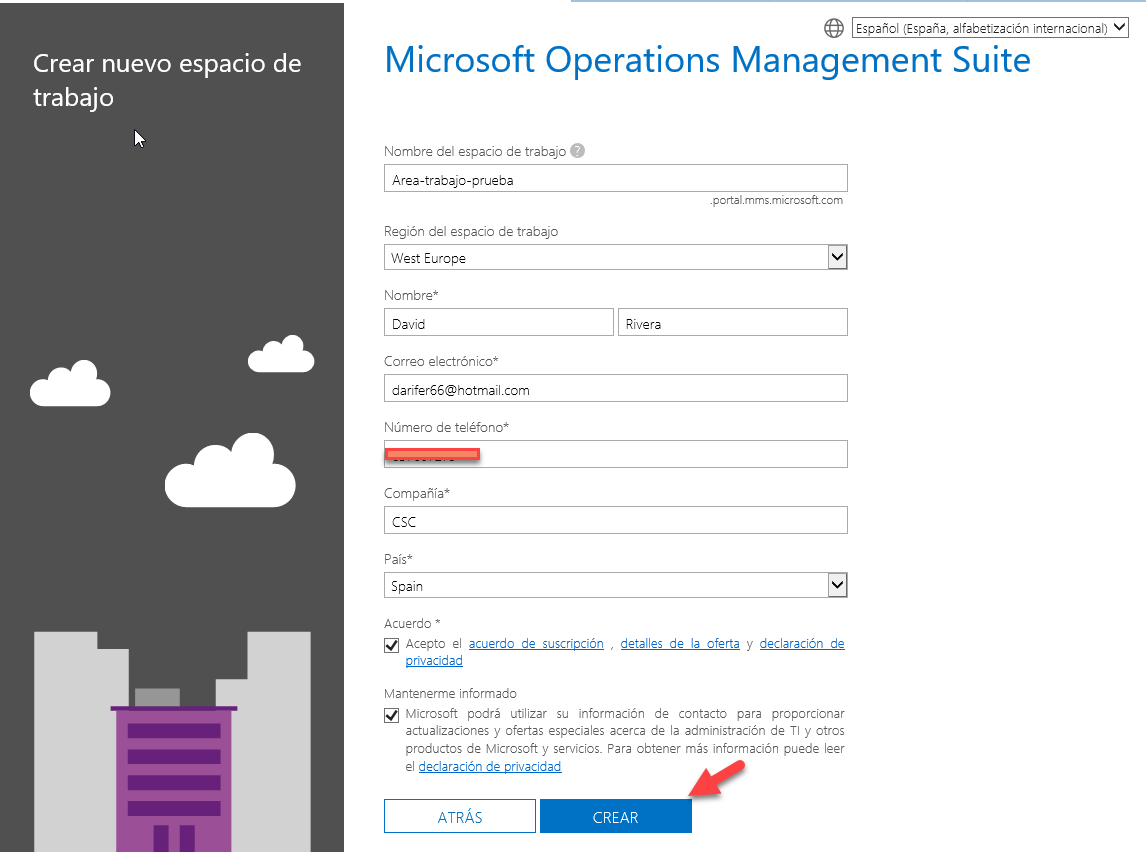 Crear nuevo espacio de
trabajo
Español (España, alfabetización internacional)
Microsoft Operations Management Suite
Nombre del espacio de trabajo ?
Area-trabajo-prueba
.portal.mms.microsoft.com
Región del espacio de trabajo
West Europe
Nombre*
David Rivera
Correo electrónico*
darifer66@hotmail.com
Número de teléfono*
Compañía*
CSC
País*
Spain
Acuerdo *
Acepto el acuerdo de suscripción , detalles de la oferta y declaración de
privacidad
Mantenerme informado
Microsoft podrá utilizar su información de contacto para proporcionar
actualizaciones y ofertas especiales acerca de la administración de TI y otros
productos de Microsoft y servicios. Para obtener más información puede leer
el declaración de privacidad
ATRÁS CREAR